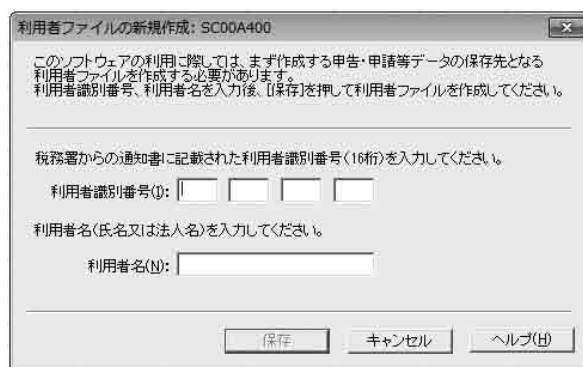 利用者ファイルの新規作成: SC00A400
このソフトウェアの利用に際しては、まず作成する申告・申請等データの保存先となる
利用者ファイルを作成する必要があります。
利用者識別番号、利用者名を入力後、[保存]を押して利用者ファイルを作成してください。
税務署からの通知書に記載された利用者識別番号(16桁)を入力してください。
利用者識別番号(I):
利用者名(氏名又は法人名)を入力してください。
利用者名(N):
保存 キャンセル ヘルプ(H)